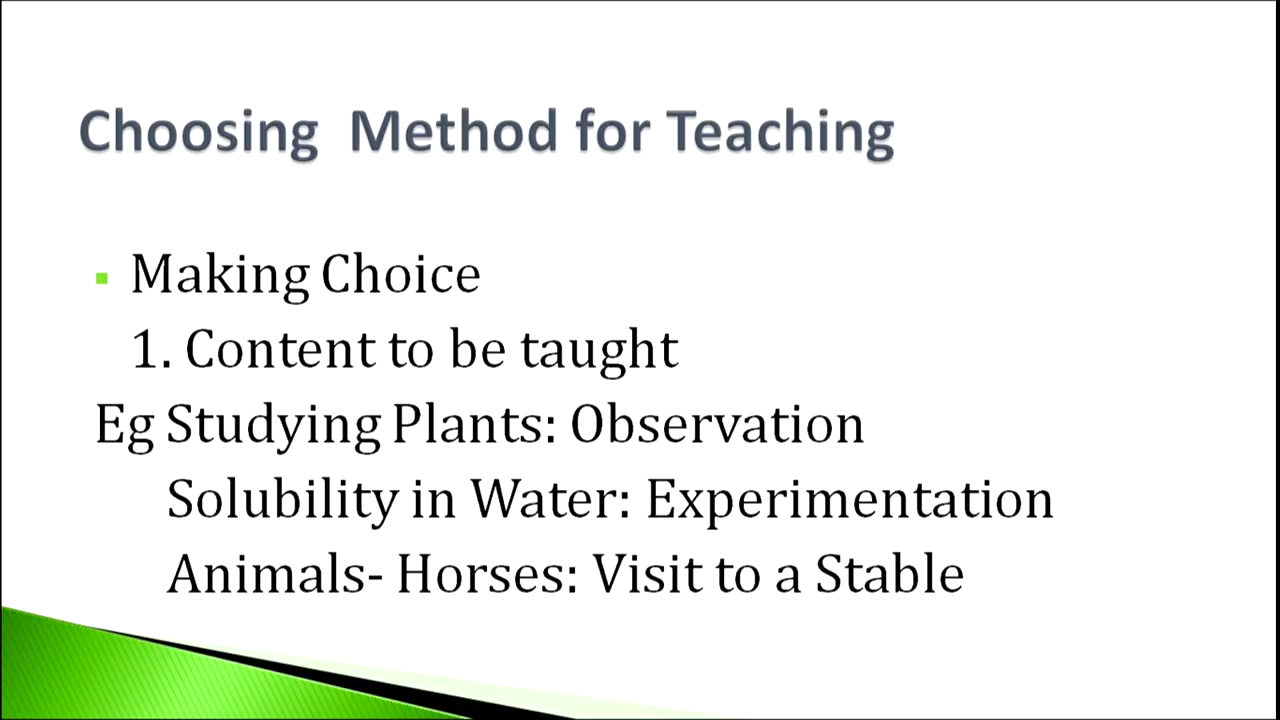 Choosing  Method for Teaching
▪ Making Choice
1. Content to be taught
Eg Studying Plants: Observation
Solubility in Water: Experimentation
Animals- Horses: Visit to a Stable